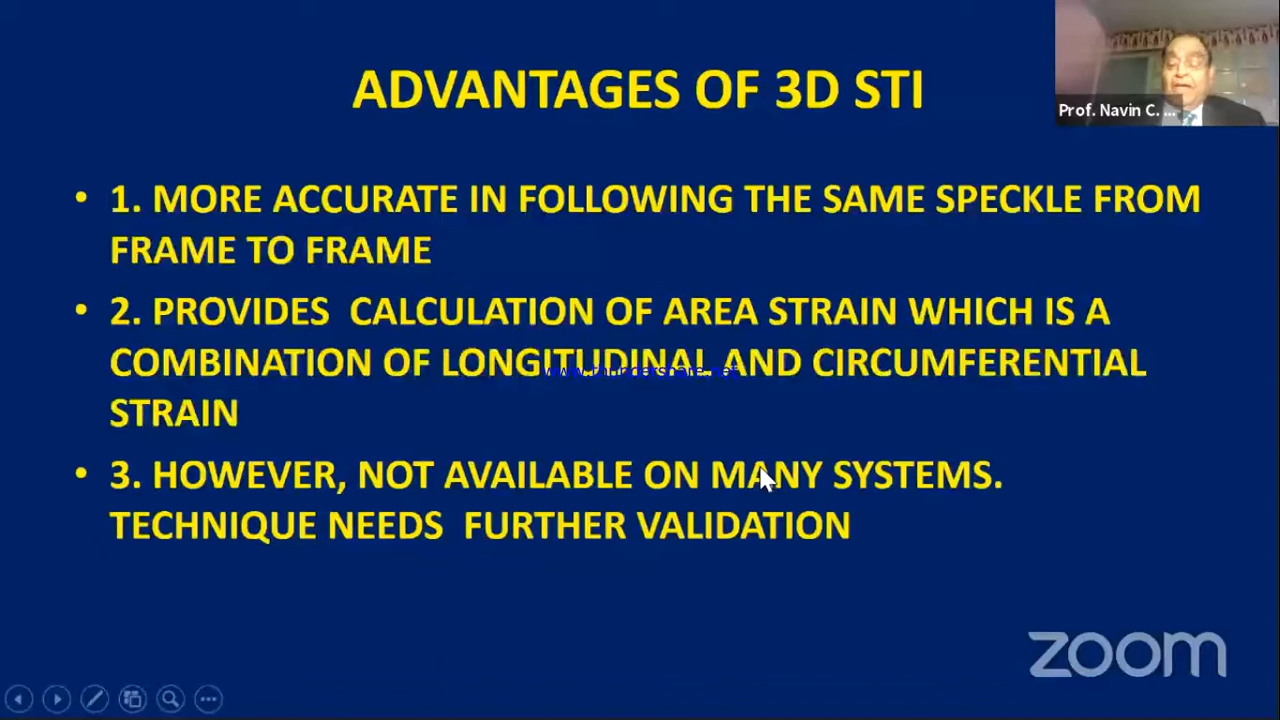 ADVANTAGES OF 3D STI
Prof. Navin C. ...
• 1. MORE ACCURATE IN FOLLOWING THE SAME SPECKLE FROM
FRAME TO FRAME
• 2. PROVIDES CALCULATION OF AREA STRAIN WHICH IS A
COMBINATION OF LONGITUDINAL AND CIRCUMFERENTIAL
STRAIN
• 3. HOWEVER, NOT AVAILABLE ON MANY SYSTEMS.
TECHNIQUE NEEDS FURTHER VALIDATION
zoom